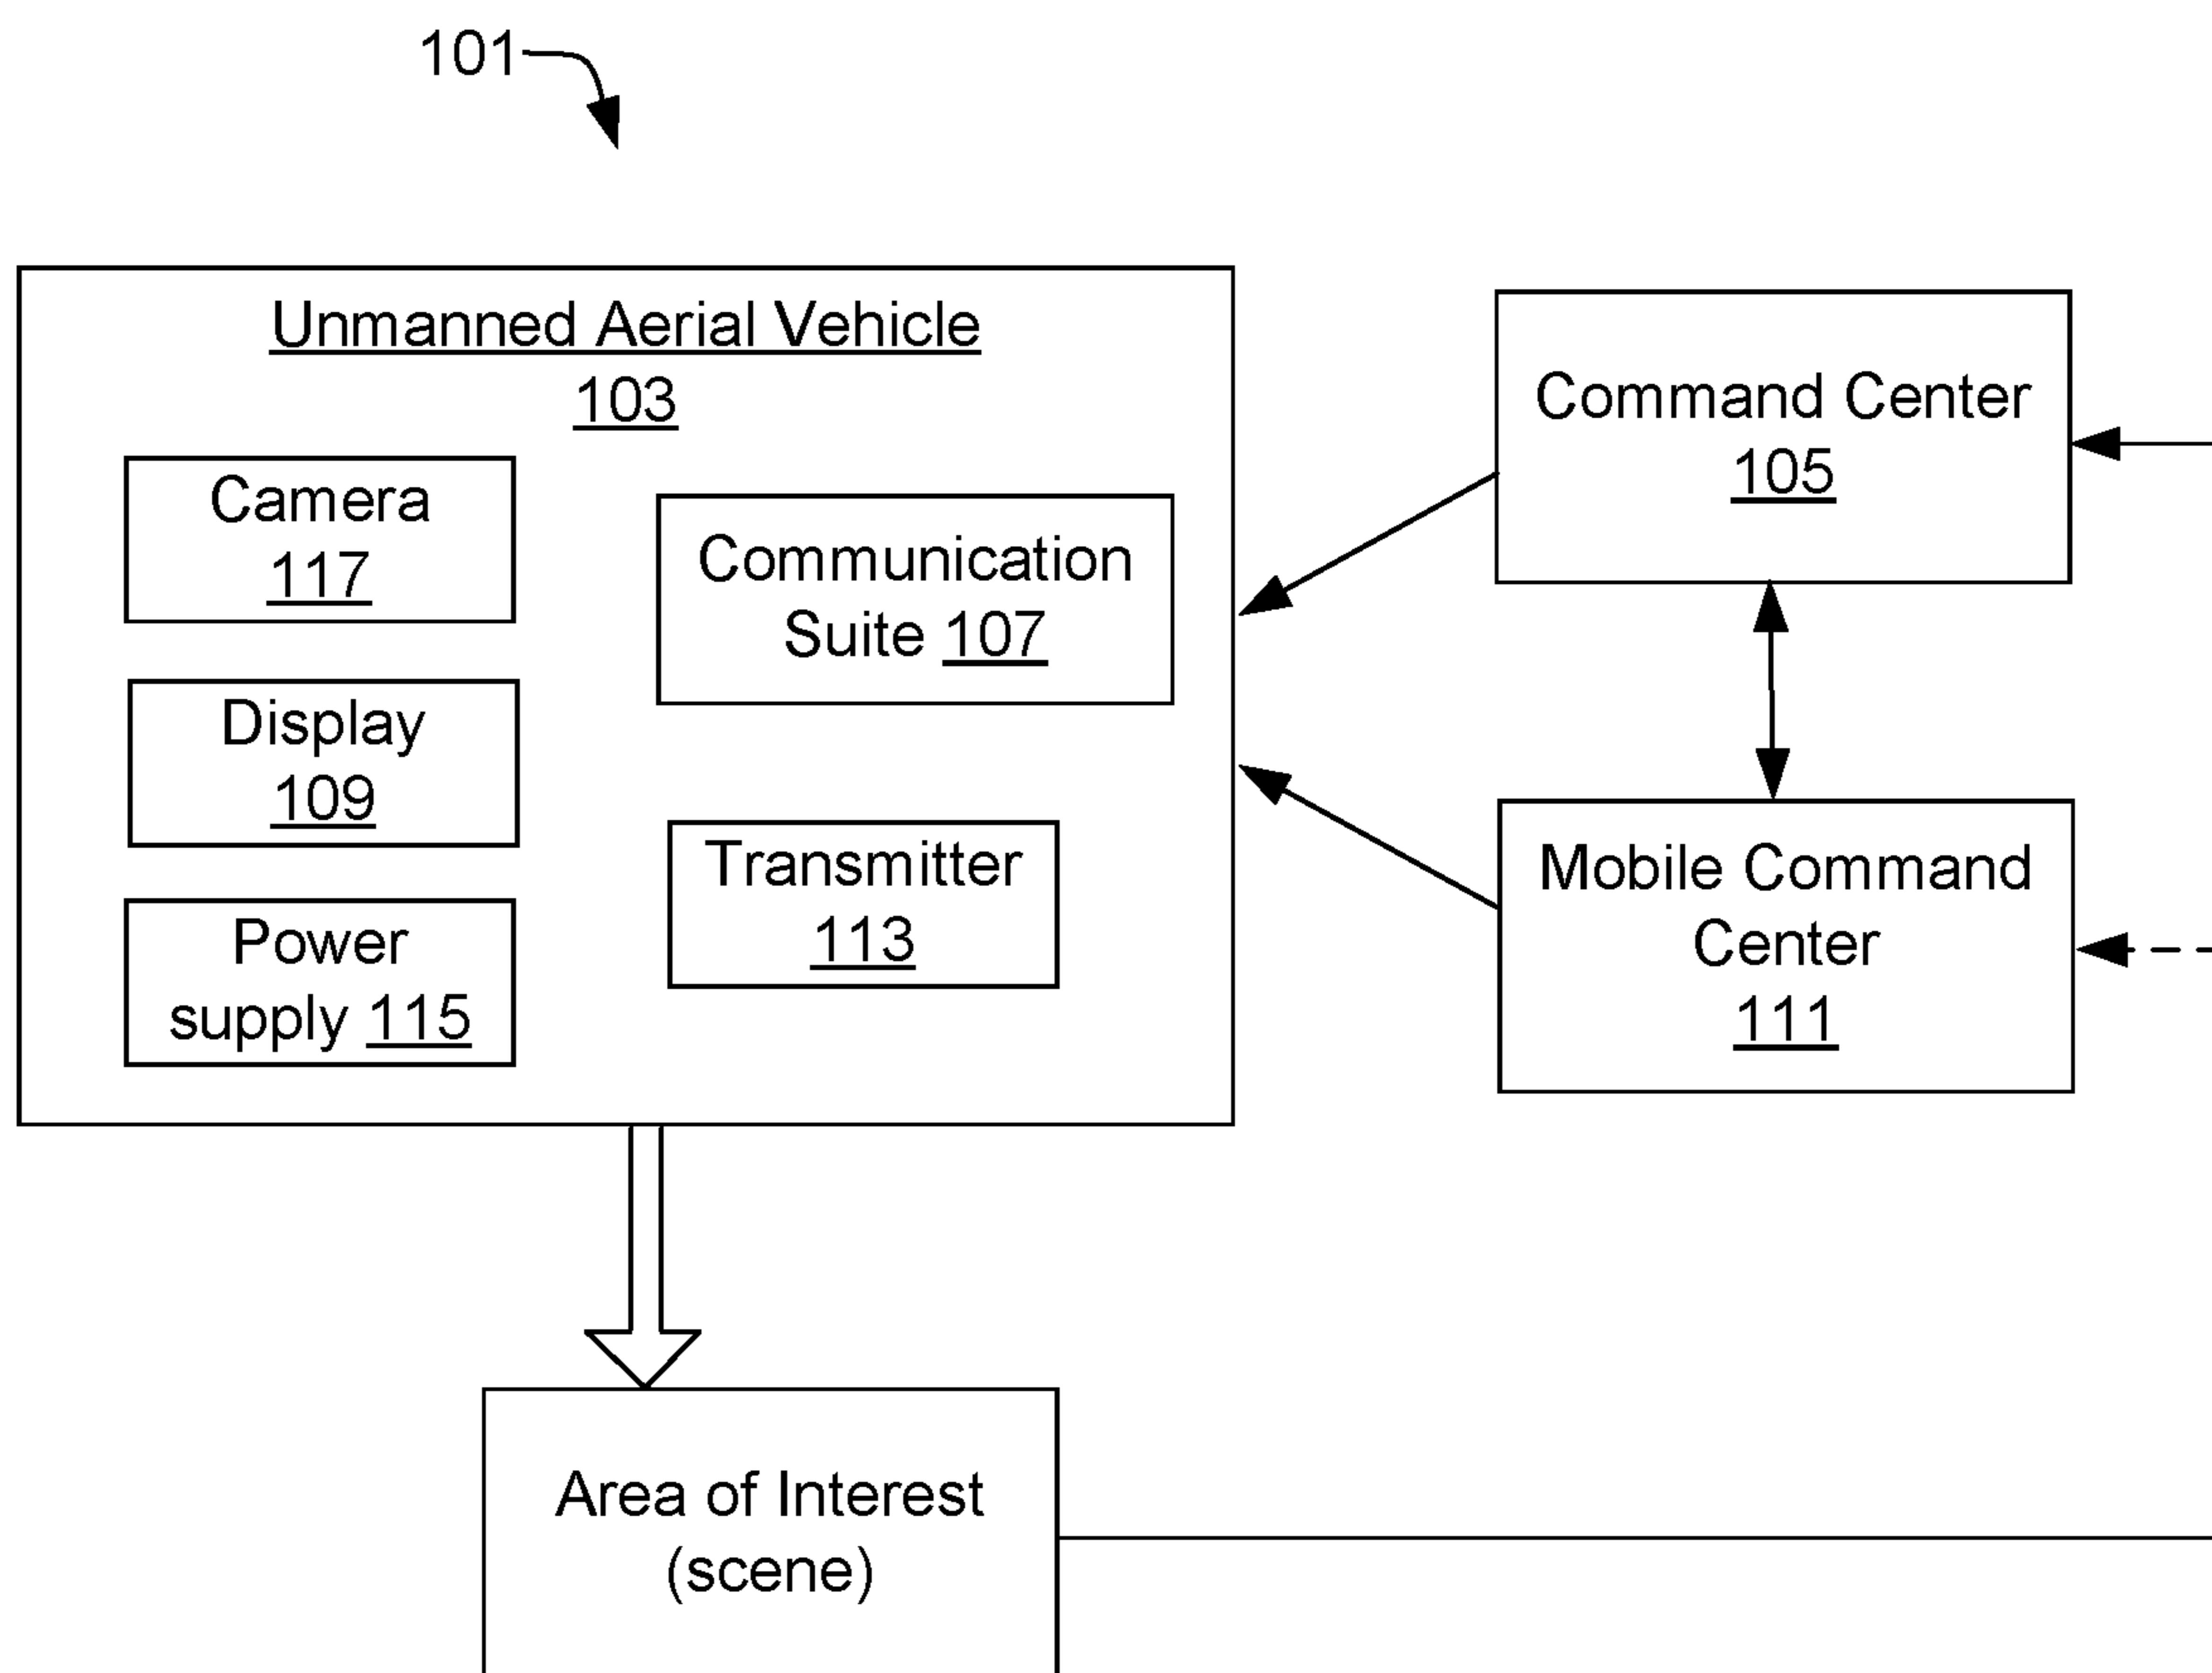 101
Unmanned Aerial Vehicle
103
Camera
117
Communication
Suite 107
Display
109
Transmitter
113
Power
supply 115
Command Center
105
Mobile Command
Center
111
Area of Interest
(scene)